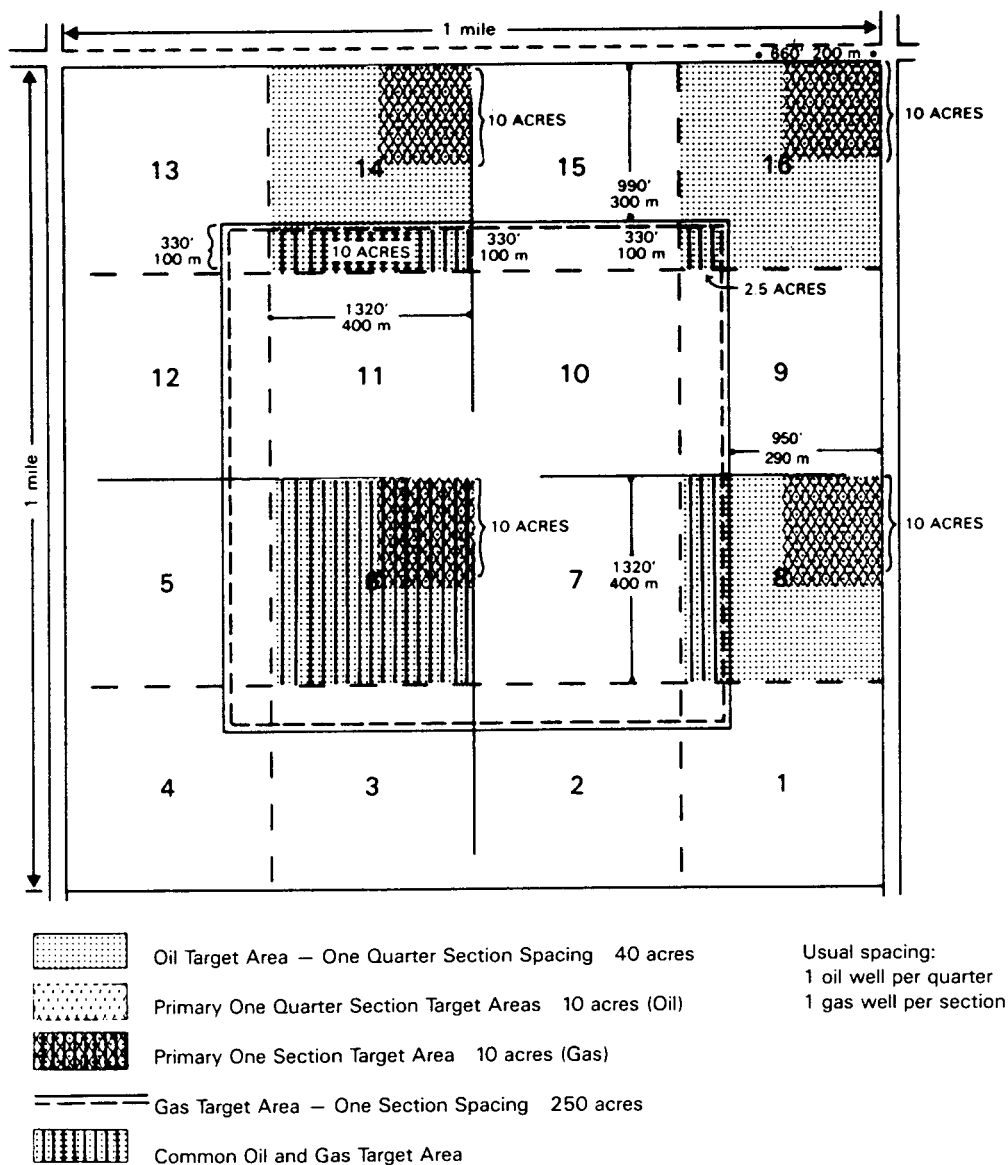 1 mile
660' 200 m
10 ACRES
10 ACRES
13
14
15
16
990'
300 m
330'
100 m
10 ACRES
330'
100 m
330'
100 m
2.5 ACRES
1320'
400 m
12
11
10
9
1 mile
950'
290 m
10 ACRES
10 ACRES
5
6
7
8
1320'
400 m
4
3
2
1
Oil Target Area – One Quarter Section Spacing 40 acres
Primary One Quarter Section Target Areas 10 acres (Oil)
Primary One Section Target Area 10 acres (Gas)
Gas Target Area – One Section Spacing 250 acres
Common Oil and Gas Target Area
Usual spacing:
1 oil well per quarter
1 gas well per section